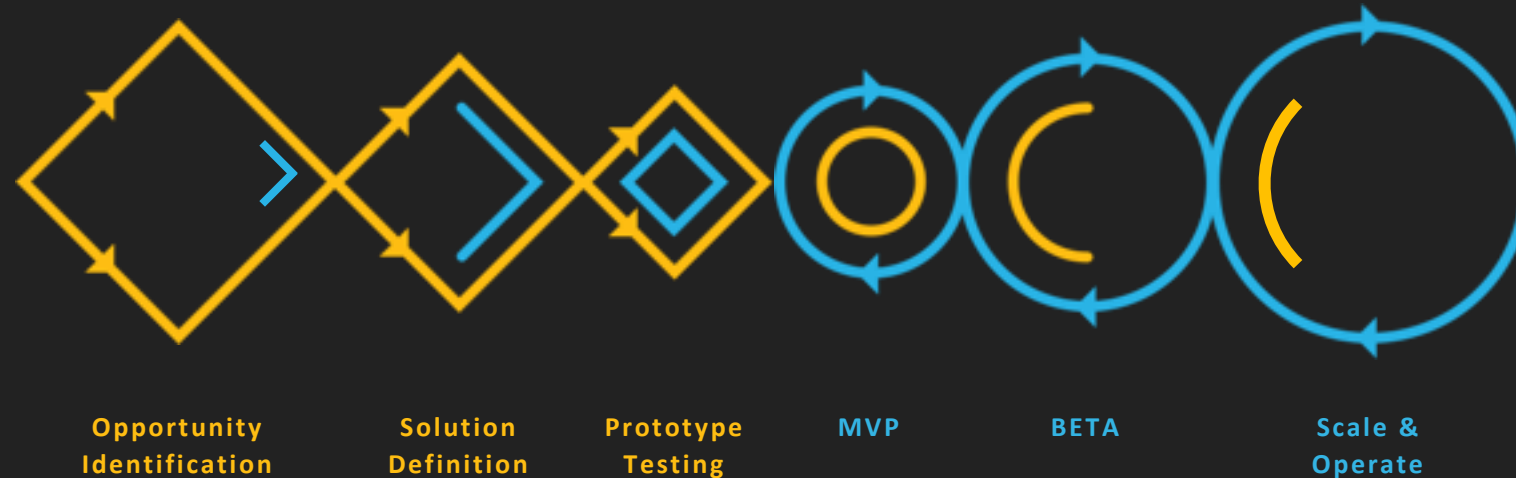 Opportunity
Identification
Solution
Definition
Prototype
Testing
MVP
BETA
Scale &
Operate